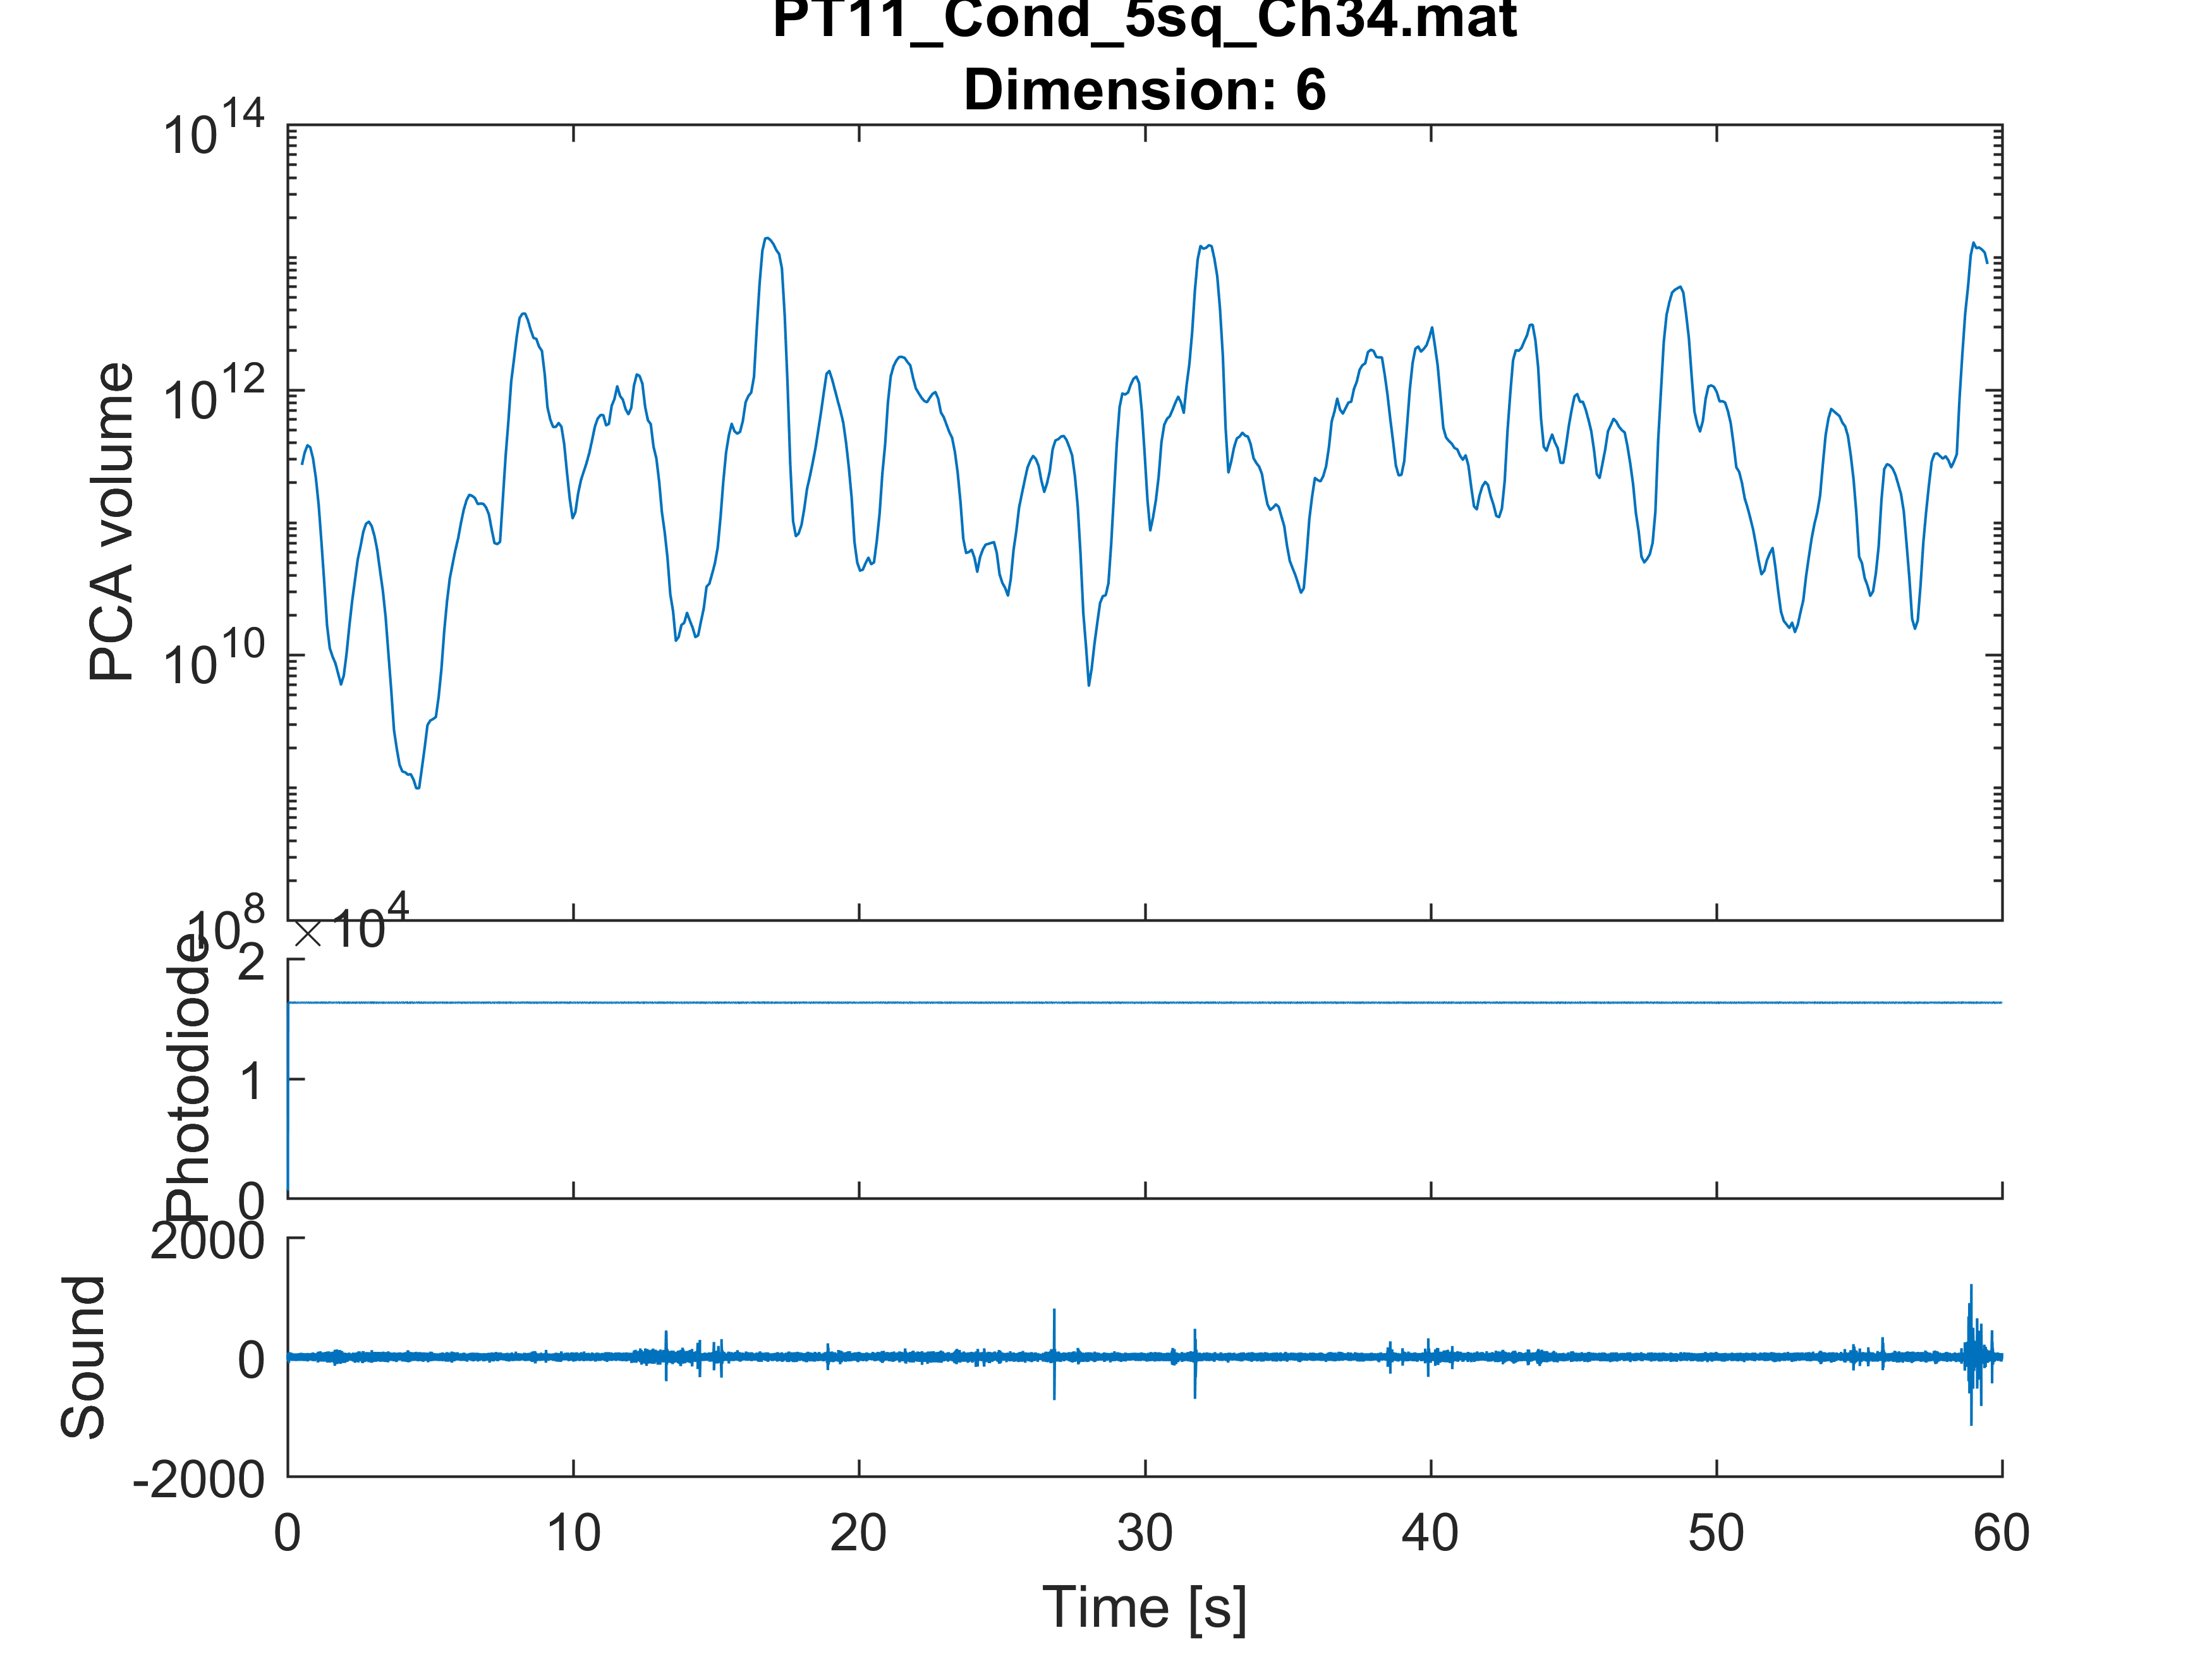 PT11_Cond_5sq_Ch34.mat
Dimension: 6
10^14
10^12
10^10
10^8
PCA volume
× 10^4
2
1
0
Photodiode
2000
0
-2000
Sound
0 10 20 30 40 50 60
Time [s]